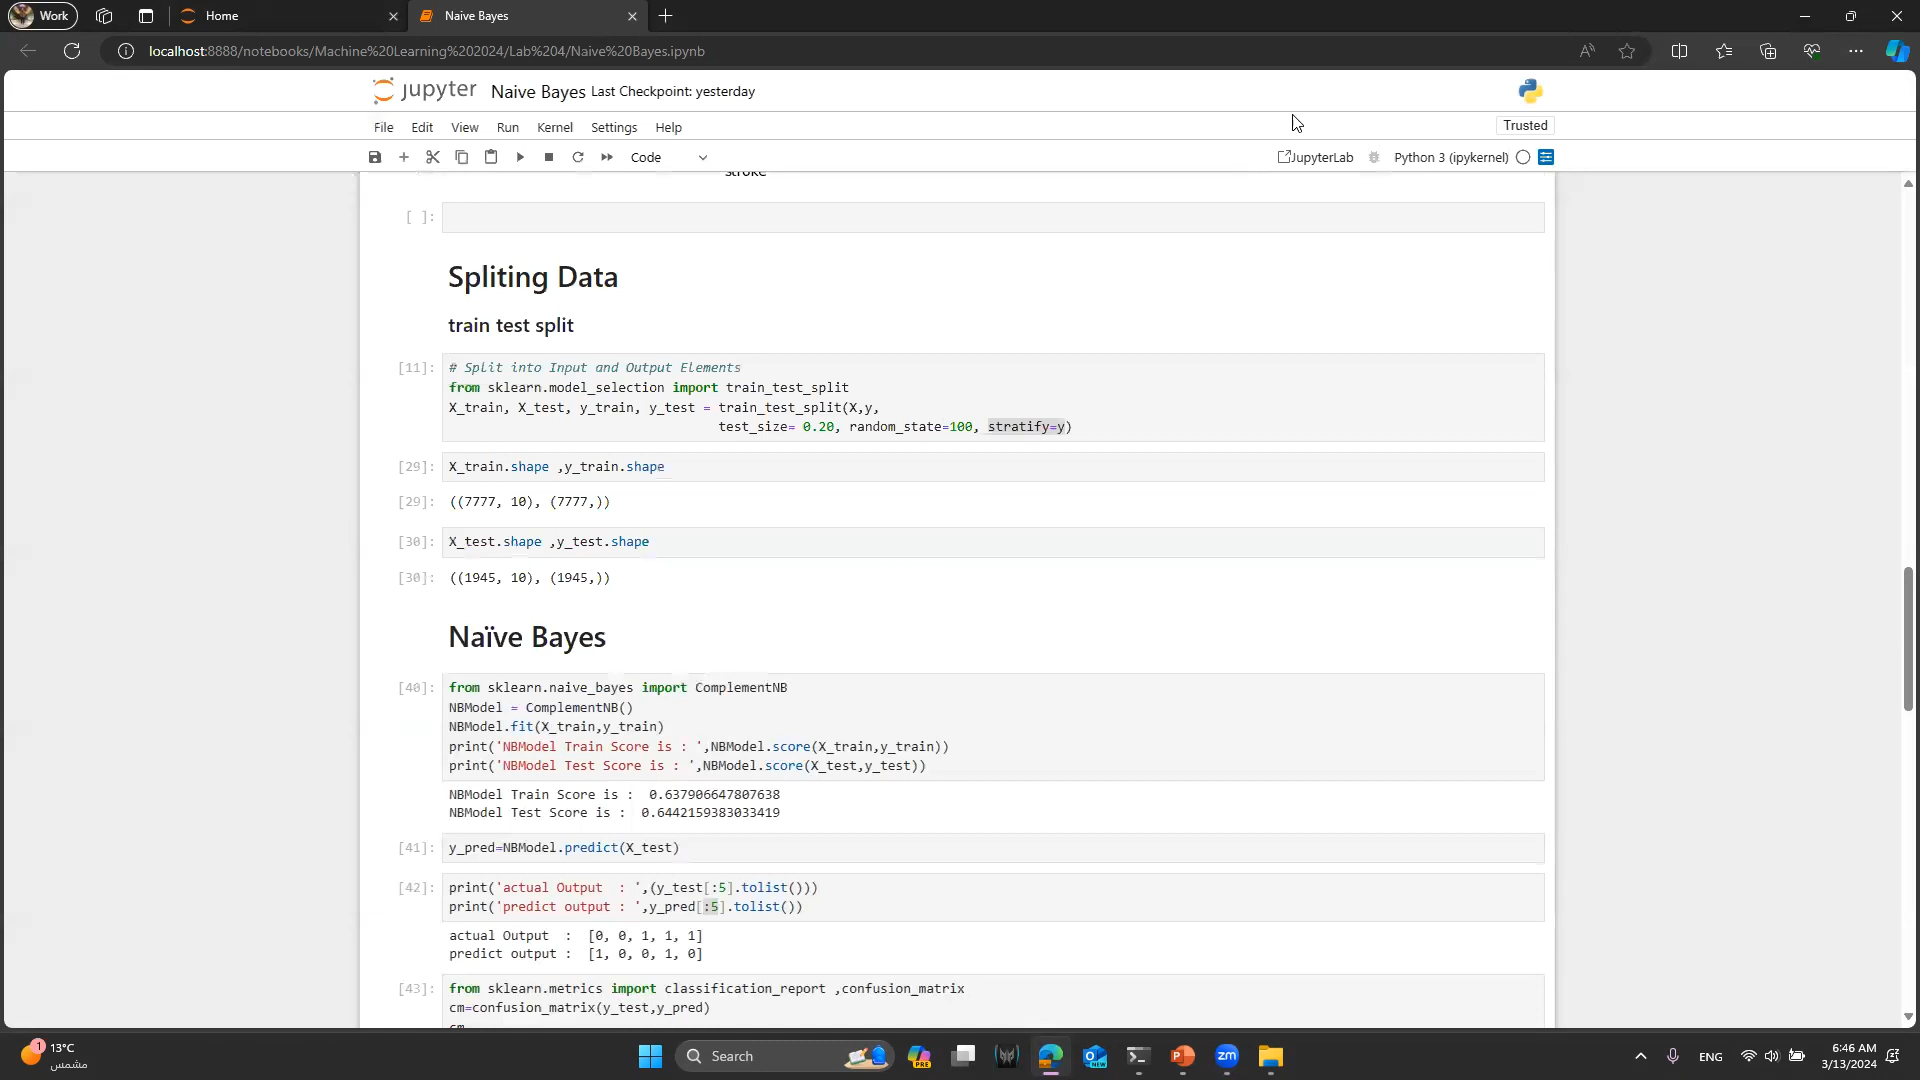 Work
Home
Naive Bayes
localhost:8888/notebooks/Machine%20Learning%202024/Lab%204/Naive%20Bayes.ipynb
jupyter Naive Bayes Last Checkpoint: yesterday
File Edit View Run Kernel Settings Help
Trusted
Code
JupyterLab
Python 3 (ipykernel)
stroke
[ ]:
Spliting Data
train test split
[11]: # Split into Input and Output Elements
from sklearn.model_selection import train_test_split
X_train, X_test, y_train, y_test = train_test_split(X,y,
test_size= 0.20, random_state=100, stratify=y)
[29]: X_train.shape ,y_train.shape
[29]: ((7777, 10), (7777,))
[30]: X_test.shape ,y_test.shape
[30]: ((1945, 10), (1945,))
Naïve Bayes
[40]: from sklearn.naive_bayes import ComplementNB
NBModel = ComplementNB()
NBModel.fit(X_train,y_train)
print('NBModel Train Score is : ',NBModel.score(X_train,y_train))
print('NBModel Test Score is : ',NBModel.score(X_test,y_test))
NBModel Train Score is :  0.637906647807638
NBModel Test Score is :  0.6442159383033419
[41]: y_pred=NBModel.predict(X_test)
[42]: print('actual Output  : ',(y_test[:5].tolist()))
print('predict output : ',y_pred[:5].tolist())
actual Output  :  [0, 0, 1, 1, 1]
predict output :  [1, 0, 0, 1, 0]
[43]: from sklearn.metrics import classification_report ,confusion_matrix
cm=confusion_matrix(y_test,y_pred)
cm
1
13°C
مشمس
Search
PRE
NEW
zm
ENG
6:46 AM
3/13/2024